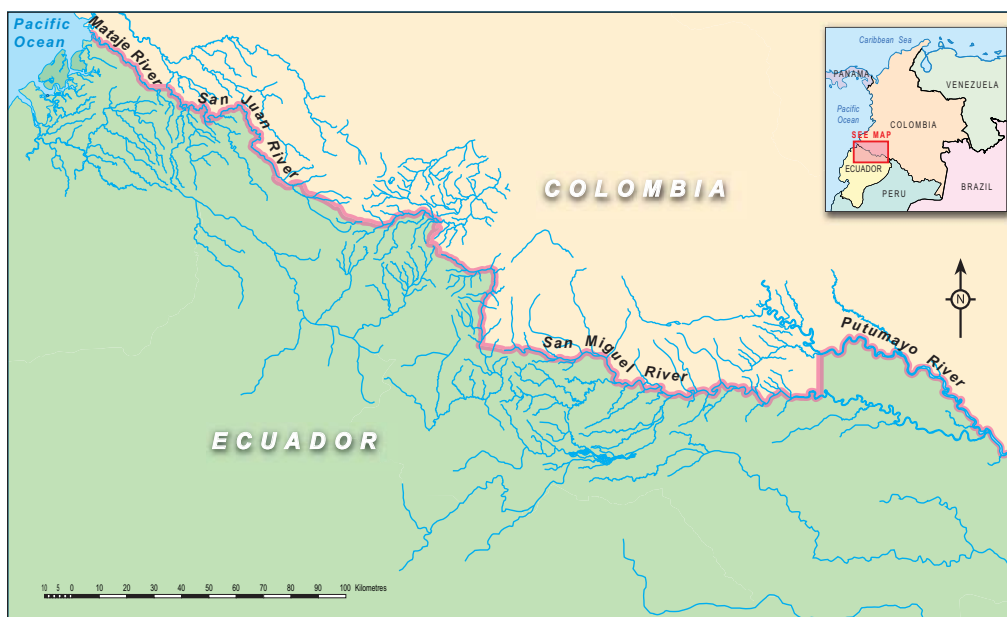 Pacific
Ocean
Mataje River
San Juan River
COLOMBIA
San Miguel River
Putumayo River
ECUADOR
Caribbean Sea
PANAMA
VENEZUELA
Pacific
Ocean
COLOMBIA
SEE MAP
ECUADOR
PERU
BRAZIL
N
10 5 0 10 20 30 40 50 60 70 80 90 100 Kilometres